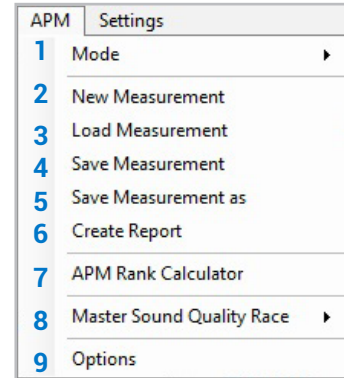 APM Settings
1 Mode
2 New Measurement
3 Load Measurement
4 Save Measurement
5 Save Measurement as
6 Create Report
7 APM Rank Calculator
8 Master Sound Quality Race
9 Options